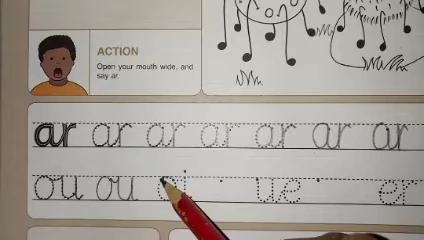 ACTION
Open your mouth wide, and
say ar.
ar ar ar ar ar ar ar
ou ou oi ue er